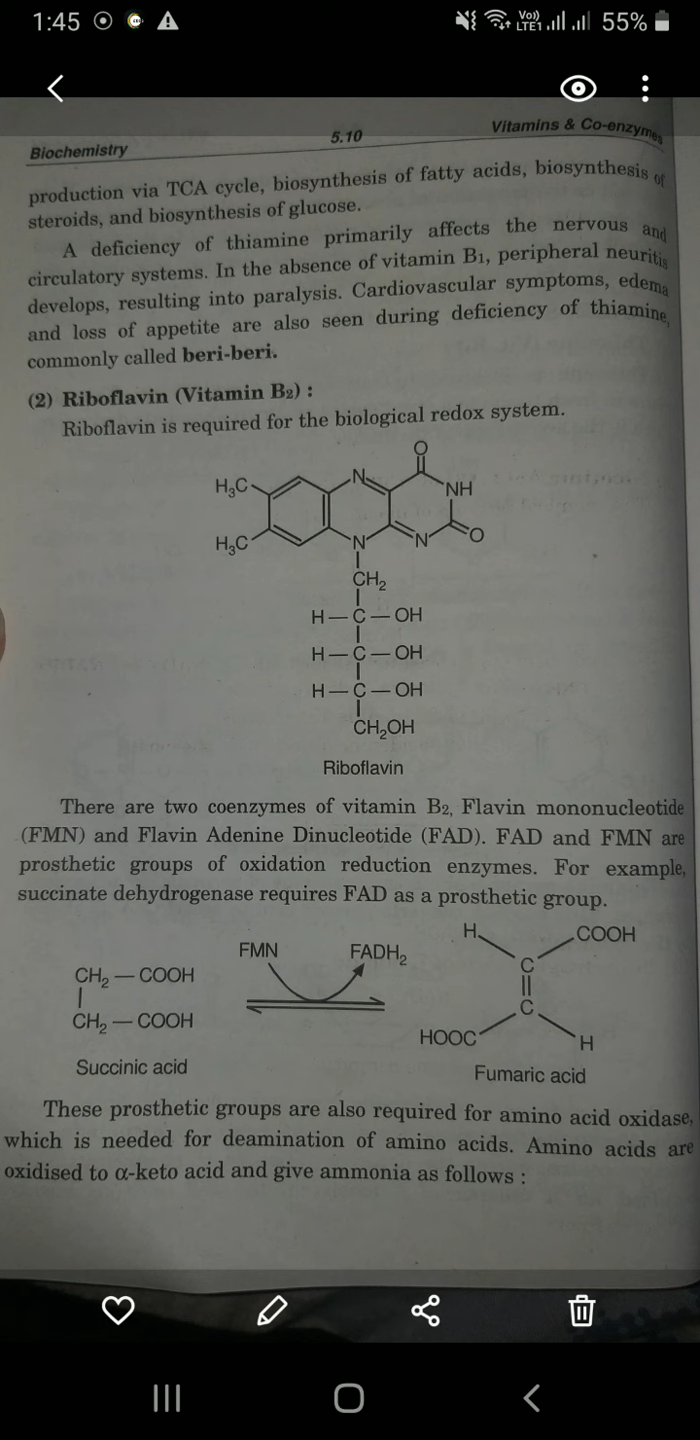 1:45
Vo))
LTE1
55%
Biochemistry
5.10
Vitamins & Co-enzymes
production via TCA cycle, biosynthesis of fatty acids, biosynthesis of
steroids, and biosynthesis of glucose.
A deficiency of thiamine primarily affects the nervous and
circulatory systems. In the absence of vitamin B1, peripheral neuritis
develops, resulting into paralysis. Cardiovascular symptoms, edema
and loss of appetite are also seen during deficiency of thiamine,
commonly called beri-beri.
(2) Riboflavin (Vitamin B2) :
Riboflavin is required for the biological redox system.
O
H3C
N
NH
H3C
N
N
O
CH2
H — C — OH
H — C — OH
H — C — OH
CH2OH
Riboflavin
There are two coenzymes of vitamin B2, Flavin mononucleotide
(FMN) and Flavin Adenine Dinucleotide (FAD). FAD and FMN are
prosthetic groups of oxidation reduction enzymes. For example,
succinate dehydrogenase requires FAD as a prosthetic group.
H
COOH
FMN
FADH2
CH2 — COOH
C
CH2 — COOH
C
HOOC
H
Succinic acid
Fumaric acid
These prosthetic groups are also required for amino acid oxidase,
which is needed for deamination of amino acids. Amino acids are
oxidised to α-keto acid and give ammonia as follows :